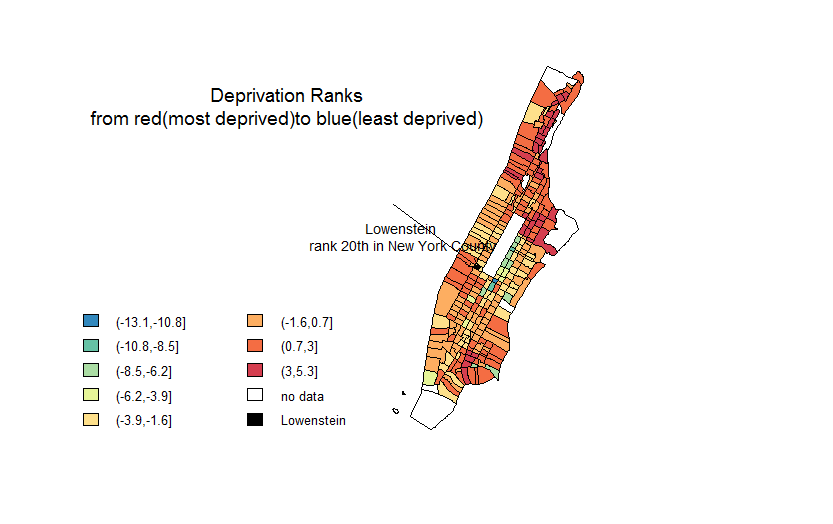 Deprivation Ranks
from red(most deprived)to blue(least deprived)
Lowenstein
rank 20th in New York County
(-13.1,-10.8]
(-10.8,-8.5]
(-8.5,-6.2]
(-6.2,-3.9]
(-3.9,-1.6]
(-1.6,0.7]
(0.7,3]
(3,5.3]
no data
Lowenstein